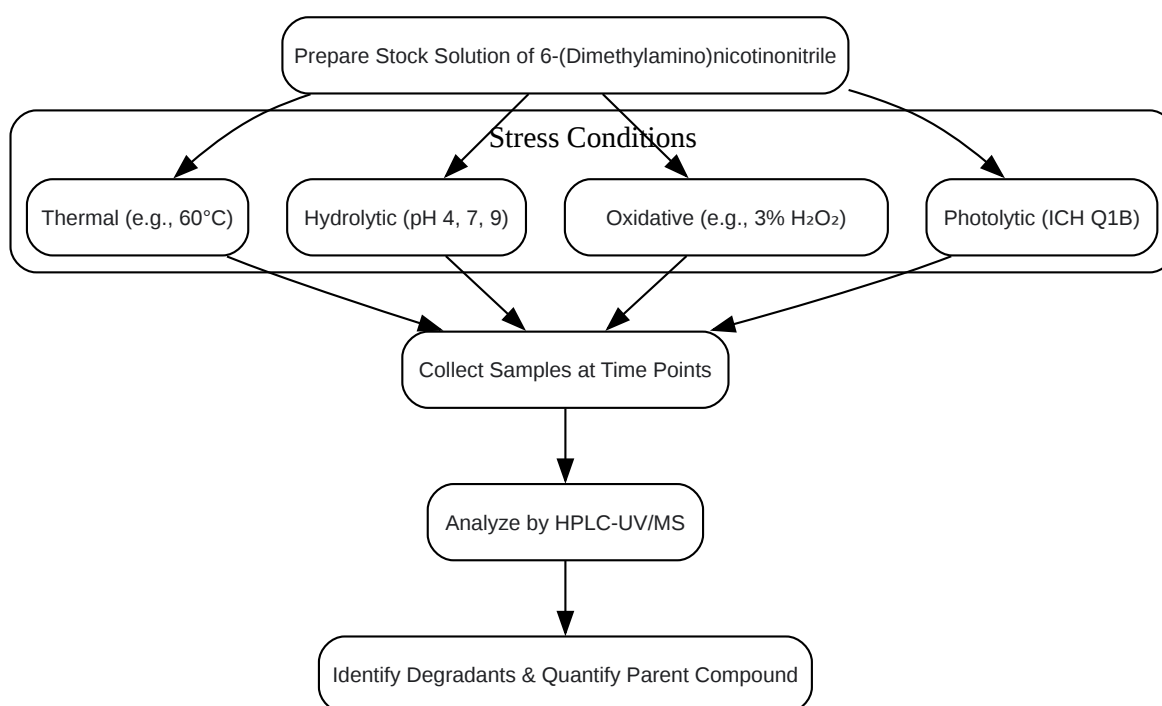 Prepare Stock Solution of 6-(Dimethylamino)nicotinonitrile
Stress Conditions
Thermal (e.g., 60°C)
Hydrolytic (pH 4, 7, 9)
Oxidative (e.g., 3% H₂O₂)
Photolytic (ICH Q1B)
Collect Samples at Time Points
Analyze by HPLC-UV/MS
Identify Degradants & Quantify Parent Compound